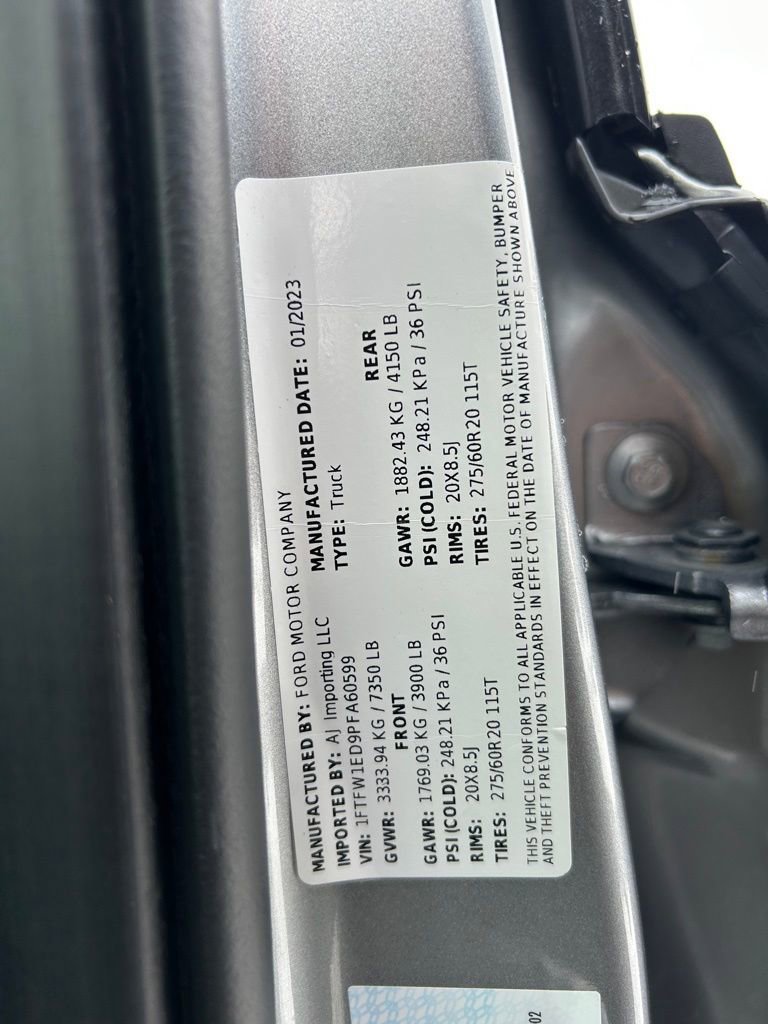 MANUFACTURED BY: FORD MOTOR COMPANY
IMPORTED BY: AJ Importing LLC
MANUFACTURED DATE: 01/2023
VIN: 1FTFW1ED9PFA60599
TYPE: Truck
GVWR: 3333.94 KG / 7350 LB
FRONT
GAWR: 1769.03 KG / 3900 LB
PSI (COLD): 248.21 KPa / 36 PSI
RIMS: 20X8.5J
TIRES: 275/60R20 115T
REAR
GAWR: 1882.43 KG / 4150 LB
PSI (COLD): 248.21 KPa / 36 PSI
RIMS: 20X8.5J
TIRES: 275/60R20 115T
THIS VEHICLE CONFORMS TO ALL APPLICABLE U.S. FEDERAL MOTOR VEHICLE SAFETY, BUMPER
AND THEFT PREVENTION STANDARDS IN EFFECT ON THE DATE OF MANUFACTURE SHOWN ABOVE
02